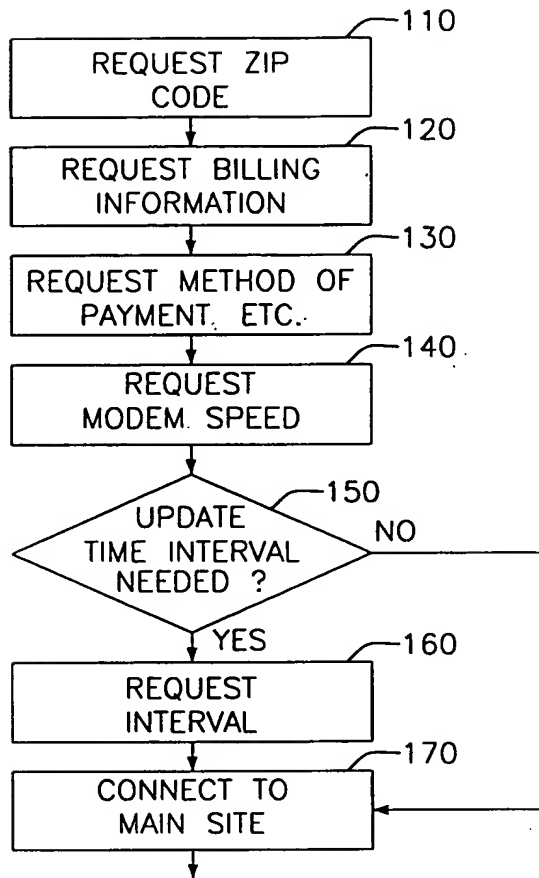 110
REQUEST ZIP
CODE
120
REQUEST BILLING
INFORMATION
130
REQUEST METHOD OF
PAYMENT. ETC.
140
REQUEST
MODEM. SPEED
150
UPDATE
TIME INTERVAL
NEEDED ?
NO
YES
160
REQUEST
INTERVAL
170
CONNECT TO
MAIN SITE